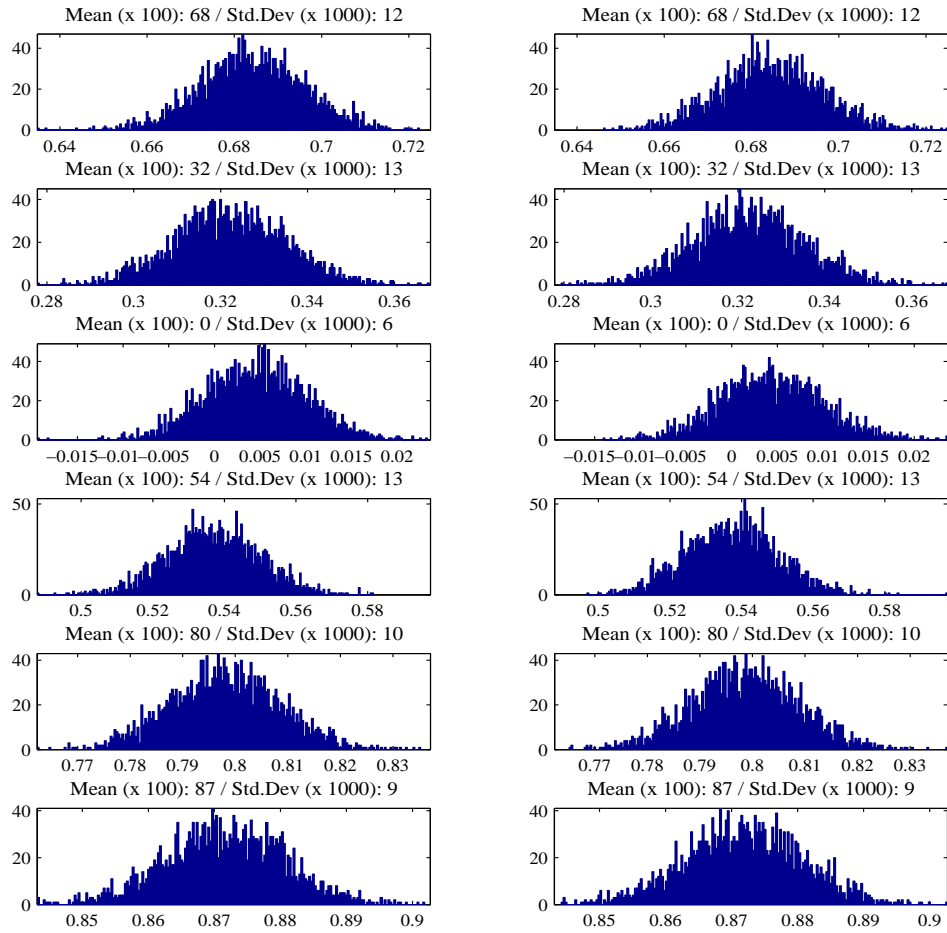 Mean (x 100): 68 / Std.Dev (x 1000): 12
40
20
0
0.64 0.66 0.68 0.7 0.72
Mean (x 100): 68 / Std.Dev (x 1000): 12
40
20
0
0.64 0.66 0.68 0.7 0.72
Mean (x 100): 32 / Std.Dev (x 1000): 13
40
20
0
0.28 0.3 0.32 0.34 0.36
Mean (x 100): 32 / Std.Dev (x 1000): 13
40
20
0
0.28 0.3 0.32 0.34 0.36
Mean (x 100): 0 / Std.Dev (x 1000): 6
40
20
0
−0.015−0.01−0.005 0 0.005 0.01 0.015 0.02
Mean (x 100): 0 / Std.Dev (x 1000): 6
40
20
0
−0.015−0.01−0.005 0 0.005 0.01 0.015 0.02
Mean (x 100): 54 / Std.Dev (x 1000): 13
50
0
0.5 0.52 0.54 0.56 0.58
Mean (x 100): 54 / Std.Dev (x 1000): 13
50
0
0.5 0.52 0.54 0.56 0.58
Mean (x 100): 80 / Std.Dev (x 1000): 10
40
20
0
0.77 0.78 0.79 0.8 0.81 0.82 0.83
Mean (x 100): 80 / Std.Dev (x 1000): 10
40
20
0
0.77 0.78 0.79 0.8 0.81 0.82 0.83
Mean (x 100): 87 / Std.Dev (x 1000): 9
40
20
0
0.85 0.86 0.87 0.88 0.89 0.9
Mean (x 100): 87 / Std.Dev (x 1000): 9
40
20
0
0.85 0.86 0.87 0.88 0.89 0.9